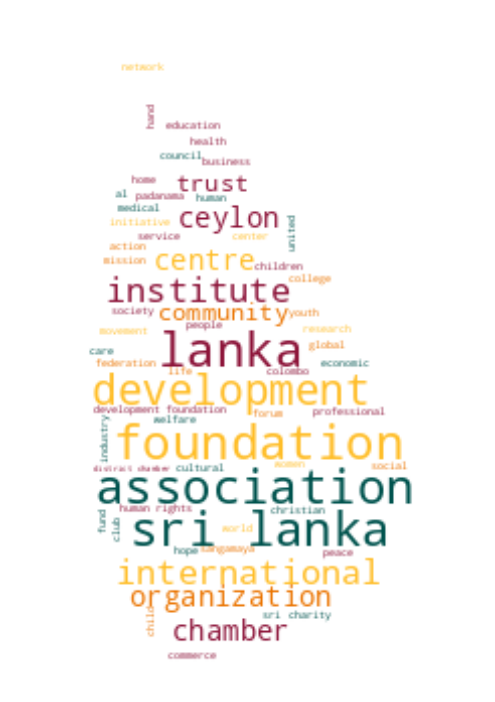 network
hand
education
health
council
business
home
trust
al
padanama
human
medical
ceylon
initiative
united
service
center
action
centre
mission
children
college
institute
society
community
youth
people
movement
research
lanka
global
care
federation
economic
life
colombo
development
development foundation
forum
professional
welfare
industry
foundation
district chamber
cultural
women
social
association
human rights
christian
fund
club
sri lanka
world
hope
sangamaya
peace
international
organization
child
sri
charity
chamber
commerce